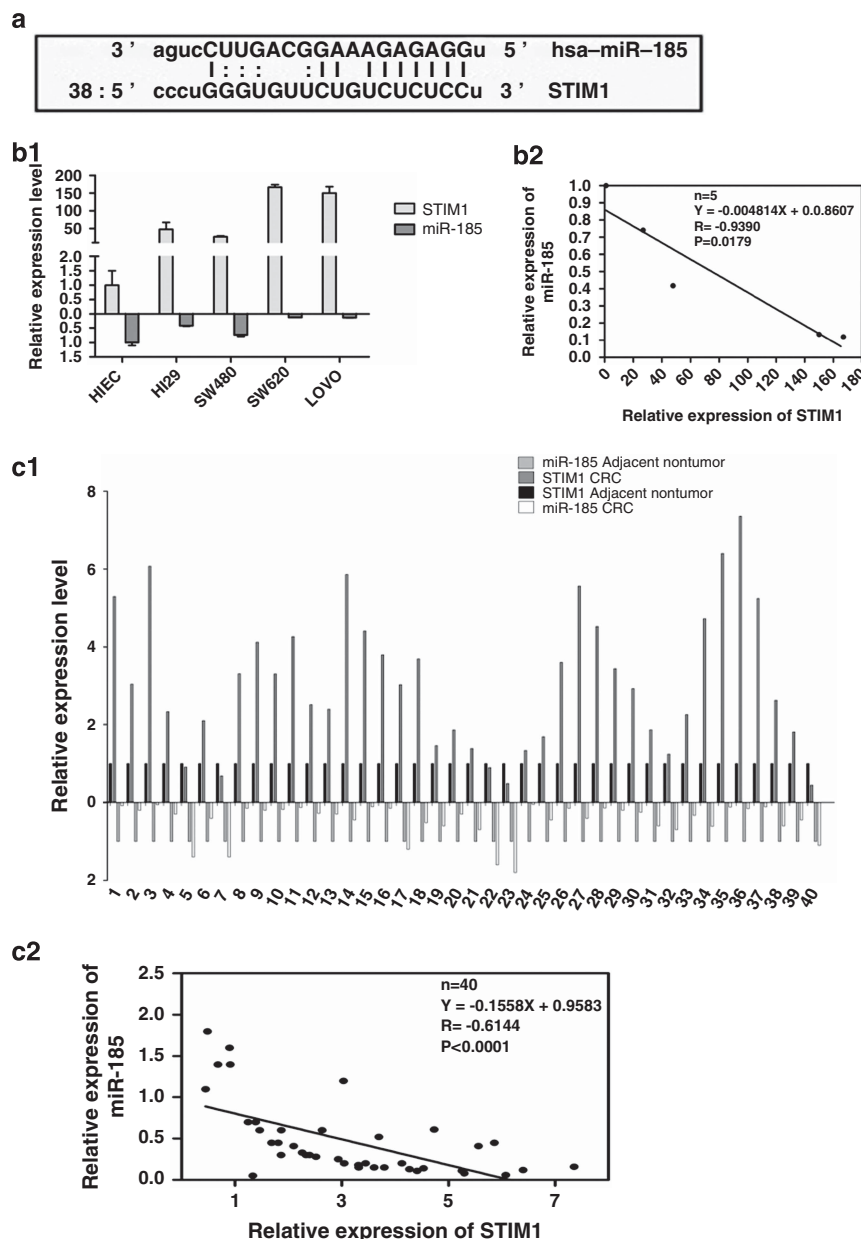 a
3 ' agucCUUGACGGAAAGAGAGGu 5 ' hsa–miR–185
38 : 5 ' cccuGGGUGUUCUGUCUCUCCu 3 ' STIM1
b1
Relative expression level
200
150
100
50
2.0
1.5
1.0
0.5
0.0
0.5
1.0
1.5
HIEC
HI29
SW480
SW620
LOVO
STIM1
miR-185
b2
Relative expression of
miR-185
1.0
0.9
0.8
0.7
0.6
0.5
0.4
0.3
0.2
0.1
0.0
n=5
Y = -0.004814X + 0.0.8607
R= -0.9390
P=0.0179
0 20 40 60 80 100 120 140 160 180
Relative expression of STIM1
c1
miR-185 Adjacent nontumor
STIM1 CRC
STIM1 Adjacent nontumor
miR-185 CRC
Relative expression level
8
6
4
2
0
2
1 2 3 4 5 6 7 8 9 10 11 12 13 14 15 16 17 18 19 20 21 22 23 24 25 26 27 28 29 30 31 32 33 34 35 36 37 38 39 40
c2
Relative expression of
miR-185
2.5
2.0
1.5
1.0
0.5
0.0
n=40
Y = -0.1558X + 0.9583
R= -0.6144
P<0.0001
1 3 5 7
Relative expression of STIM1